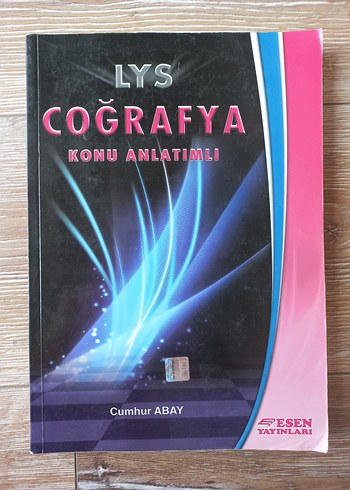 LYS
COĞRAFYA
KONU ANLATIMLI
Cumhur ABAY
ESEN
YAYINLARI